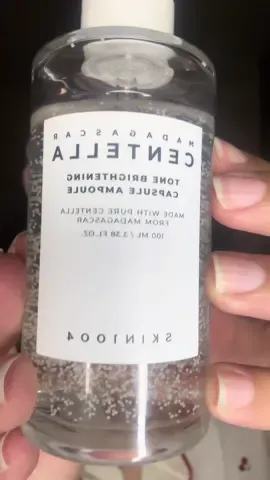 MADAGASCAR
CENTELLA
TONE BRIGHTENING
CAPSULE AMPOULE
MADE WITH PURE CENTELLA
FROM MADAGASCAR
100 ML / 3.38 FL.OZ.
SKIN1004